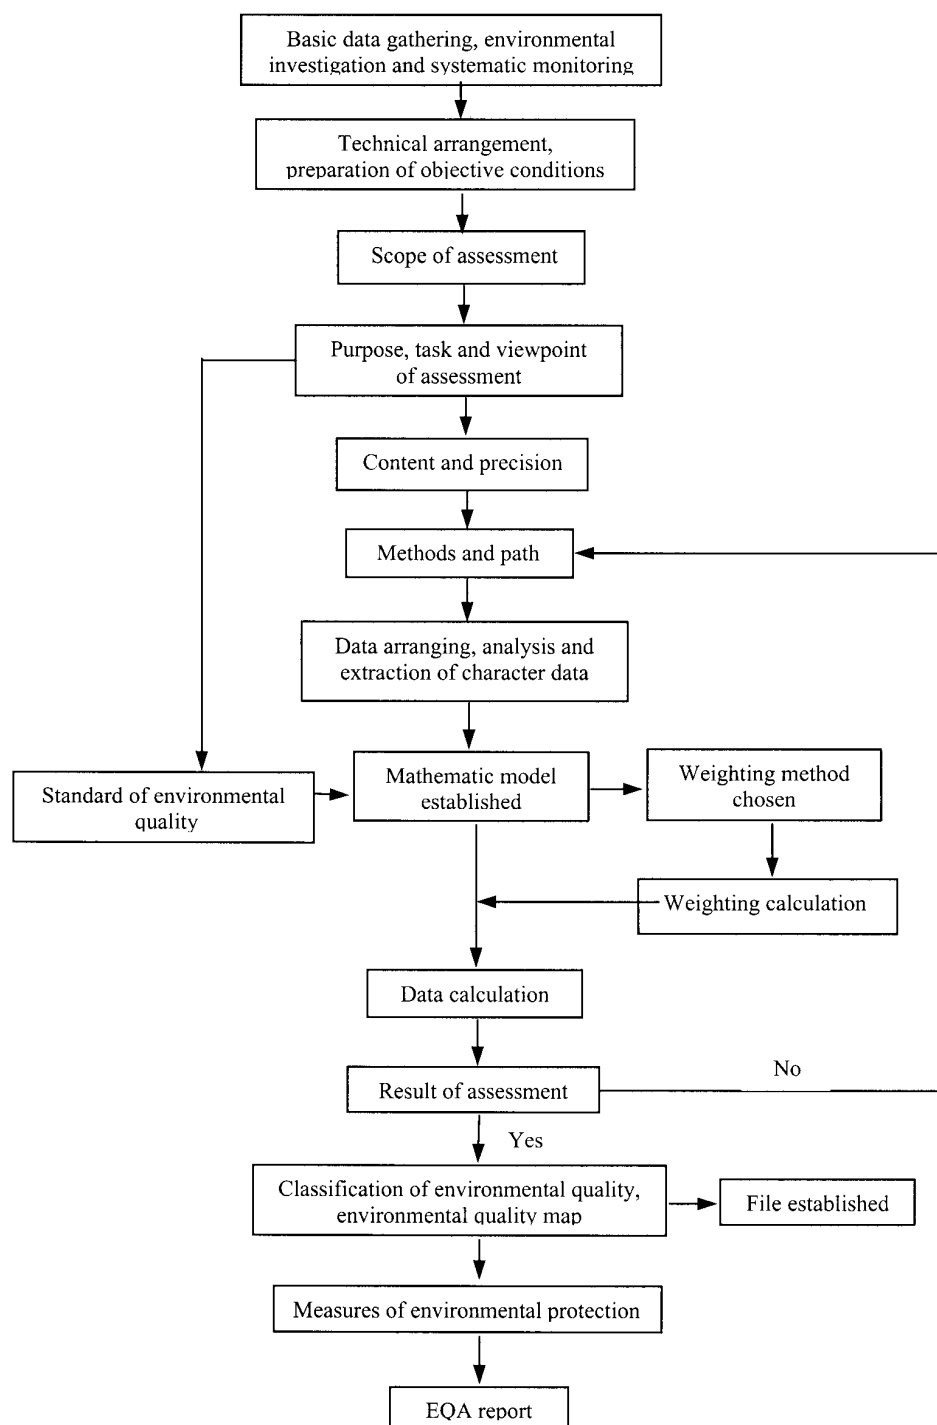 Basic data gathering, environmental
investigation and systematic monitoring
Technical arrangement,
preparation of objective conditions
Scope of assessment
Purpose, task and viewpoint
of assessment
Content and precision
Methods and path
Data arranging, analysis and
extraction of character data
Standard of environmental
quality
Mathematic model
established
Weighting method
chosen
Weighting calculation
Data calculation
Result of assessment
No
Yes
Classification of environmental quality,
environmental quality map
File established
Measures of environmental protection
EQA report